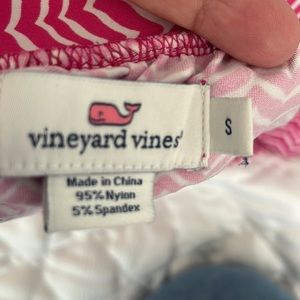 vineyard vines
S
Made in China
95% Nylon
5% Spandex